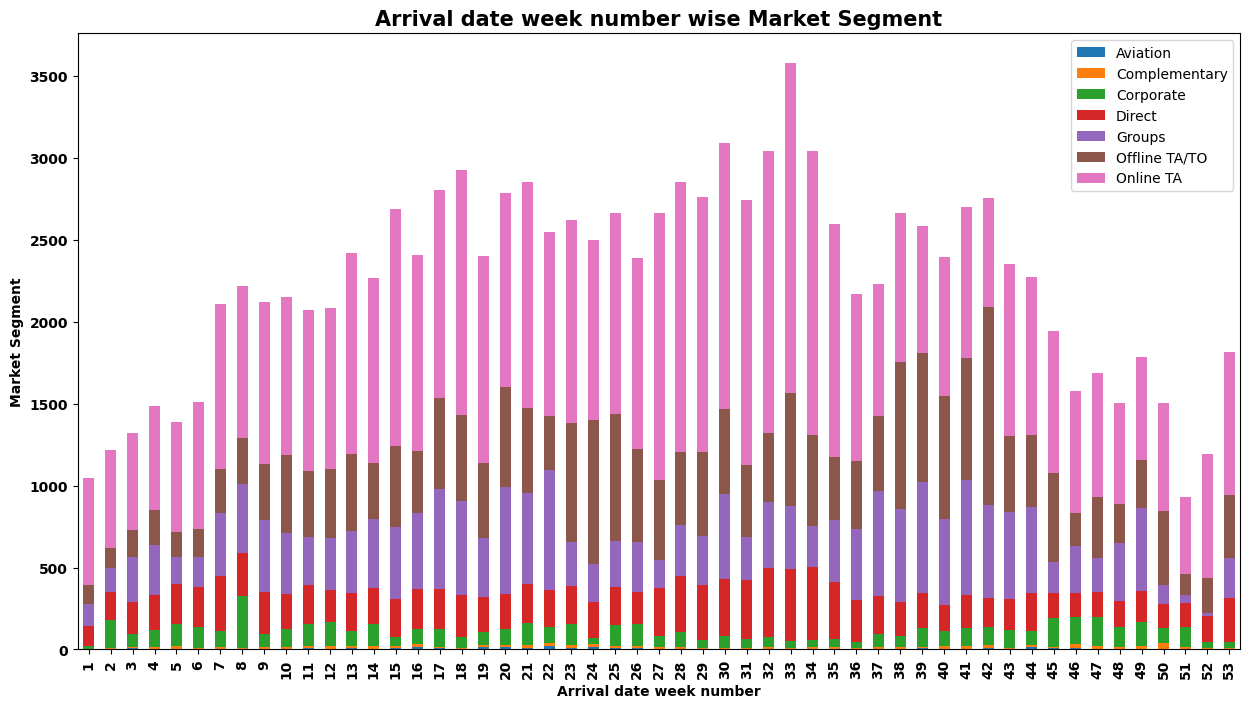 Arrival date week number wise Market Segment
Aviation
Complementary
Corporate
Direct
Groups
Offline TA/TO
Online TA
Market Segment
3500
3000
2500
2000
1500
1000
500
0
1 2 3 4 5 6 7 8 9 10 11 12 13 14 15 16 17 18 19 20 21 22 23 24 25 26 27 28 29 30 31 32 33 34 35 36 37 38 39 40 41 42 43 44 45 46 47 48 49 50 51 52 53
Arrival date week number